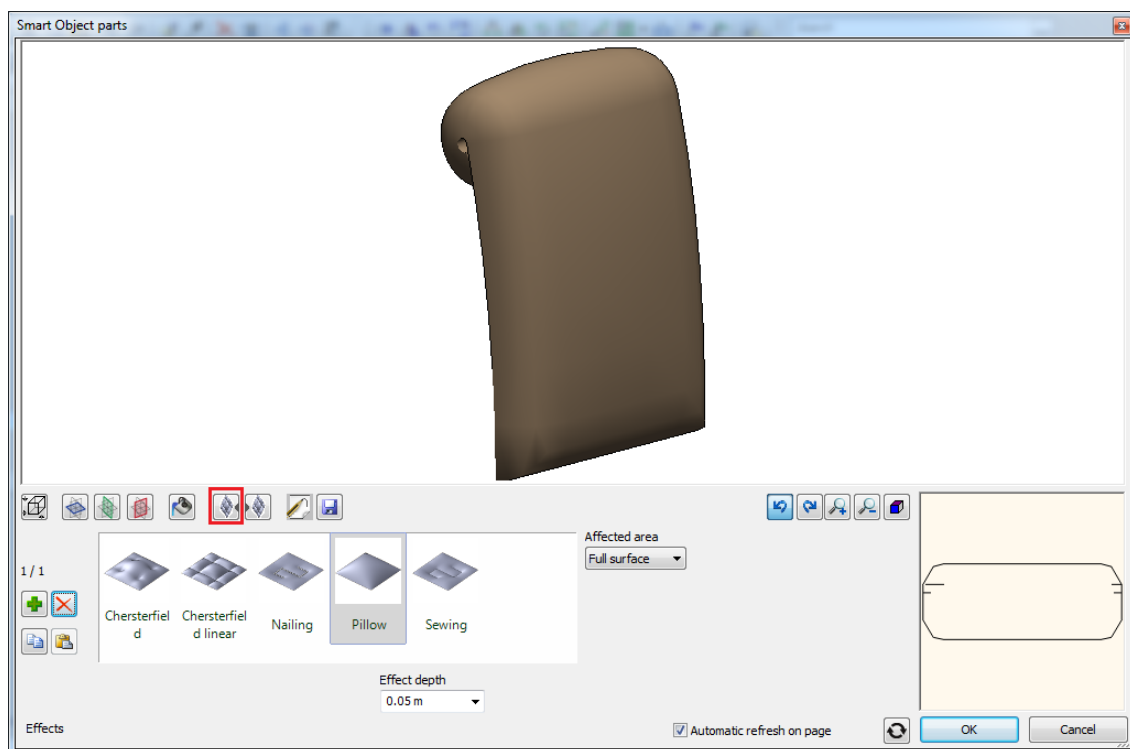 Smart Object parts
Affected area
Full surface
1 / 1
Chersterfiel
d
Chersterfiel
d linear
Nailing
Pillow
Sewing
Effect depth
0.05 m
Effects
Automatic refresh on page
OK
Cancel